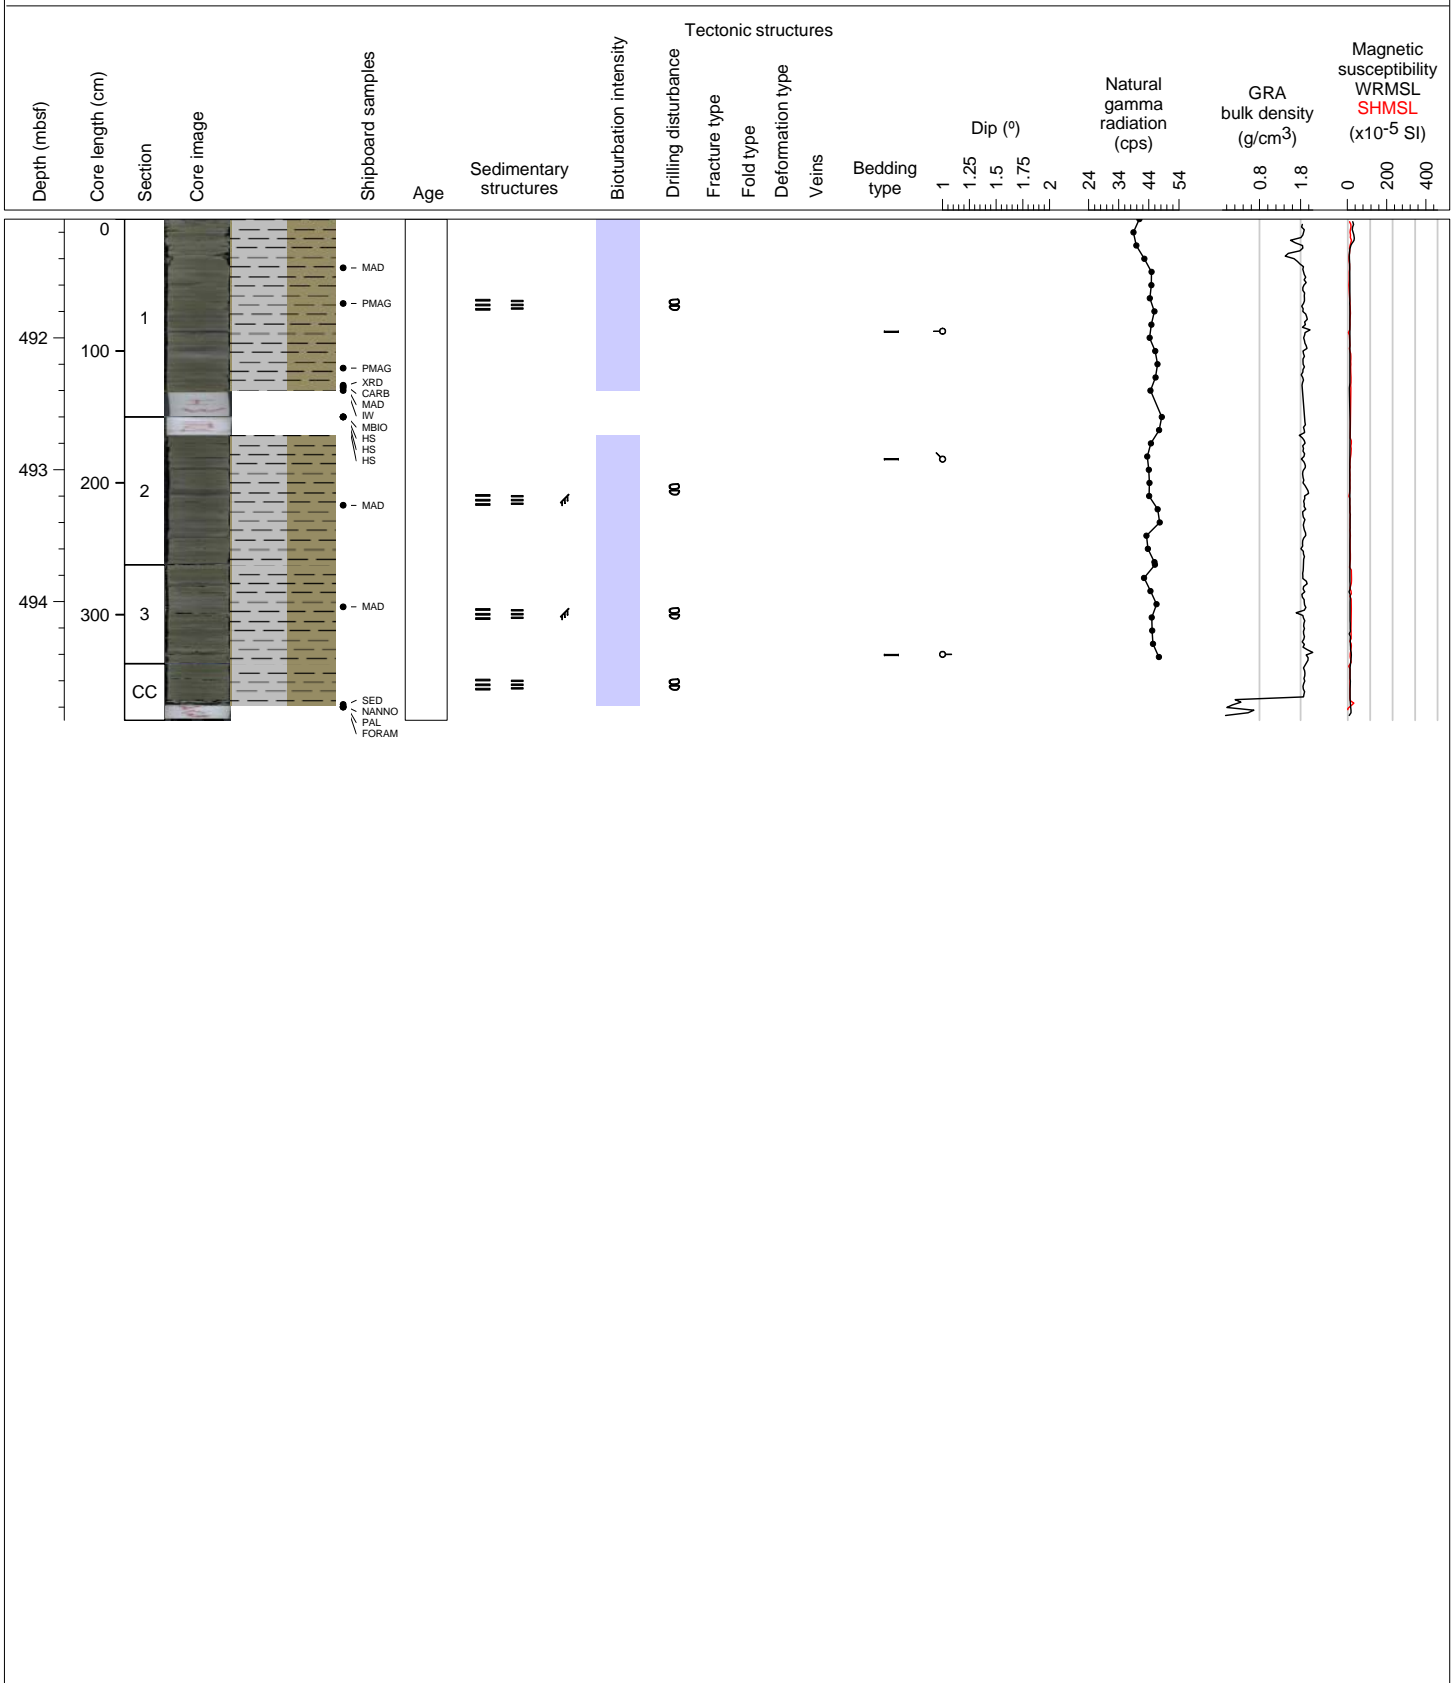 Tectonic structures
Depth (mbsf)
Core length (cm)
Section
Core image
Shipboard samples
Age
Sedimentary
structures
Bioturbation intensity
Drilling disturbance
Fracture type
Fold type
Deformation type
Veins
Bedding
type
Dip (º)
1 1.25 1.5 1.75 2
Natural
gamma
radiation
(cps)
24 34 44 54
GRA
bulk density
(g/cm3)
0.8 1.8
Magnetic
susceptibility
WRMSL
SHMSL
(x10-5 SI)
0 200 400
0
MAD
PMAG
1
492
100
PMAG
XRD
CARB
MAD
IW
MBIO
HS
HS
HS
493
200
2
MAD
494
300
3
MAD
CC
SED
NANNO
PAL
FORAM